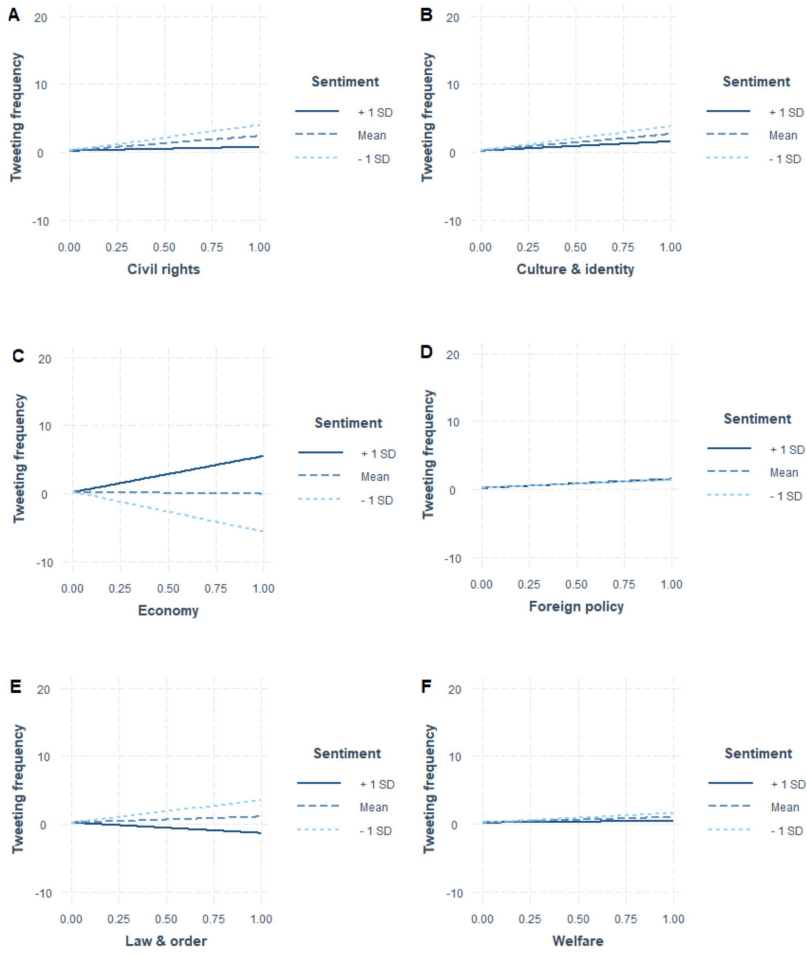 A
Tweeting frequency
20
10
0
-10
0.00 0.25 0.50 0.75 1.00
Civil rights
Sentiment
+ 1 SD
Mean
- 1 SD
B
Tweeting frequency
20
10
0
-10
0.00 0.25 0.50 0.75 1.00
Culture & identity
Sentiment
+ 1 SD
Mean
- 1 SD
C
Tweeting frequency
20
10
0
-10
0.00 0.25 0.50 0.75 1.00
Economy
Sentiment
+ 1 SD
Mean
- 1 SD
D
Tweeting frequency
20
10
0
-10
0.00 0.25 0.50 0.75 1.00
Foreign policy
Sentiment
+ 1 SD
Mean
- 1 SD
E
Tweeting frequency
20
10
0
-10
0.00 0.25 0.50 0.75 1.00
Law & order
Sentiment
+ 1 SD
Mean
- 1 SD
F
Tweeting frequency
20
10
0
-10
0.00 0.25 0.50 0.75 1.00
Welfare
Sentiment
+ 1 SD
Mean
- 1 SD